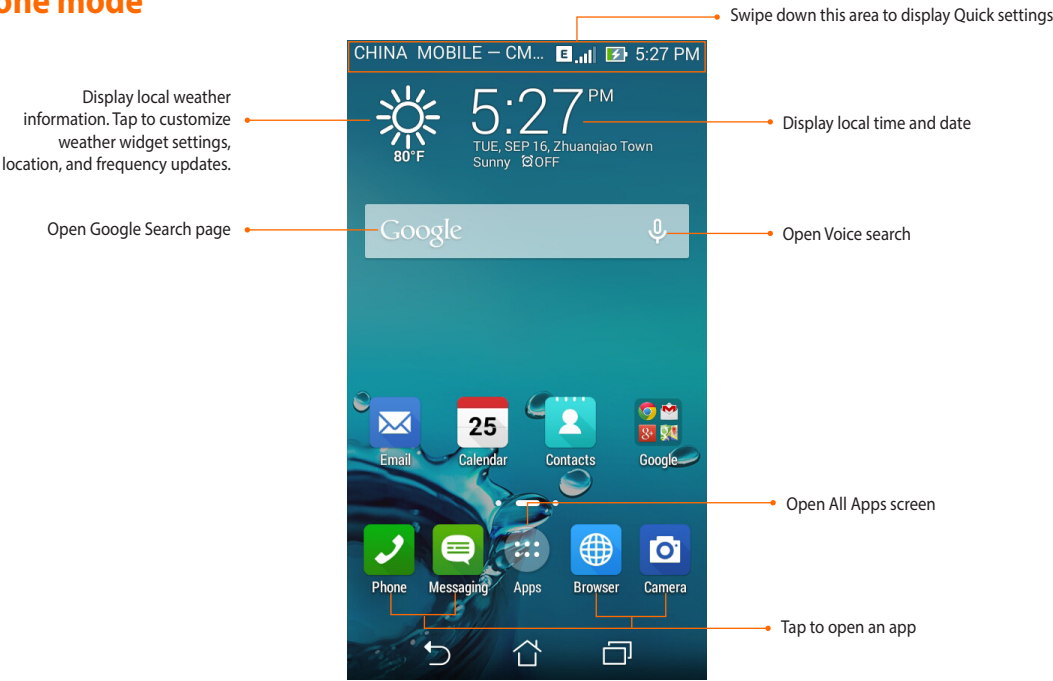 one mode
Swipe down this area to display Quick settings
CHINA MOBILE — CM... E 5:27 PM
Display local weather
information. Tap to customize
weather widget settings,
location, and frequency updates.
80°F
5:27 PM
TUE, SEP 16, Zhuanqiao Town
Sunny OFF
Display local time and date
Open Google Search page
Google
Open Voice search
25
8+
Email Calendar Contacts Google
Open All Apps screen
Phone Messaging Apps Browser Camera
Tap to open an app